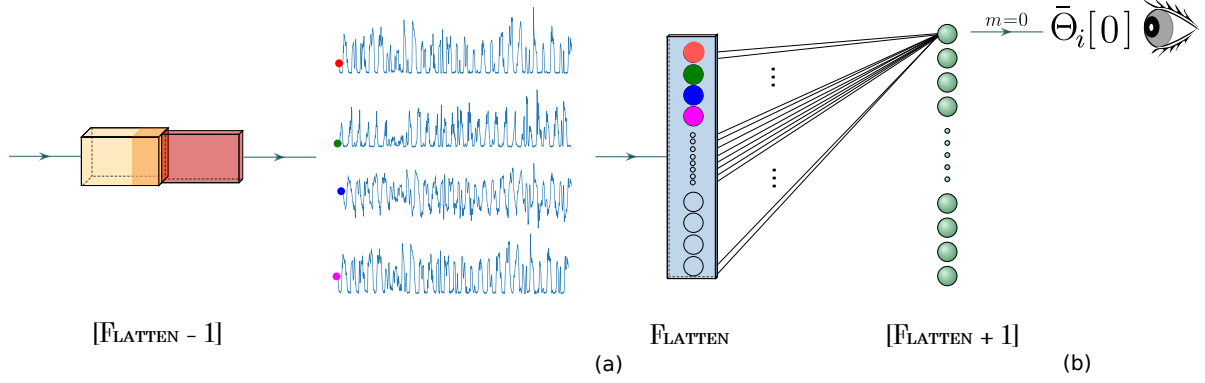 m=0
Θ̄ᵢ[0]
[FLATTEN - 1]
FLATTEN
[FLATTEN + 1]
(a)
(b)